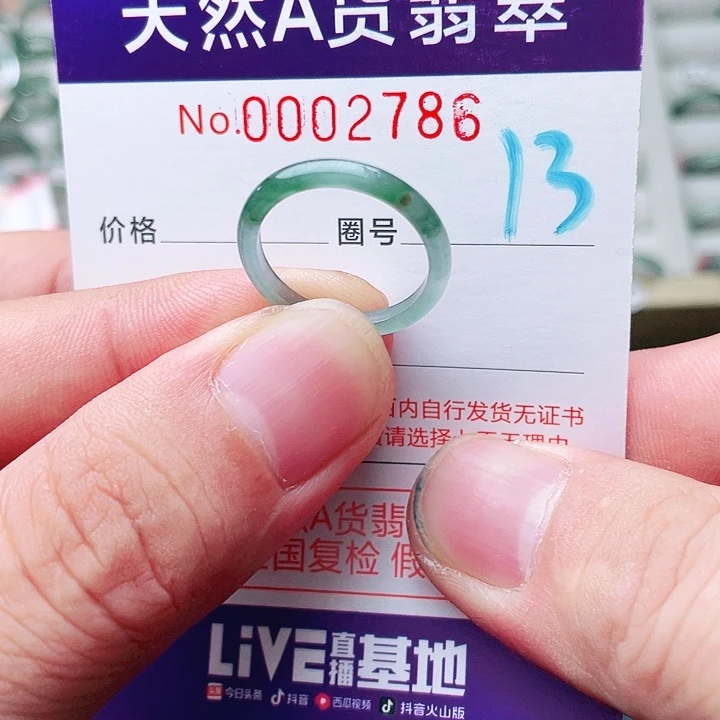 天然A货翡翠
No.0002786
13
价格 圈号
内自行发货无证书
请选择
A货翡
国复检 假
LiVE直播基地
今日头条 抖音 西瓜视频 抖音火山版